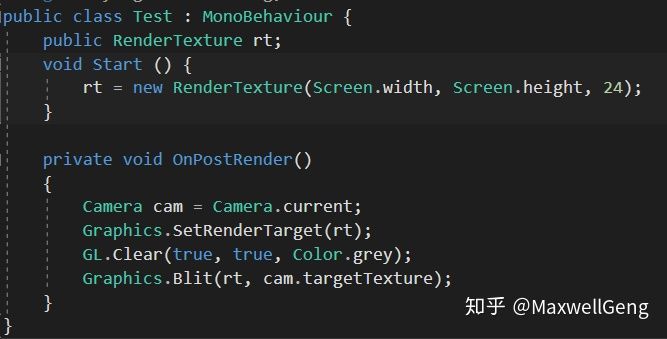 public class Test : MonoBehaviour {
    public RenderTexture rt;
    void Start () {
        rt = new RenderTexture(Screen.width, Screen.height, 24);
    }

    private void OnPostRender()
    {
        Camera cam = Camera.current;
        Graphics.SetRenderTarget(rt);
        GL.Clear(true, true, Color.grey);
        Graphics.Blit(rt, cam.targetTexture);
    }
}
知乎 @MaxwellGeng